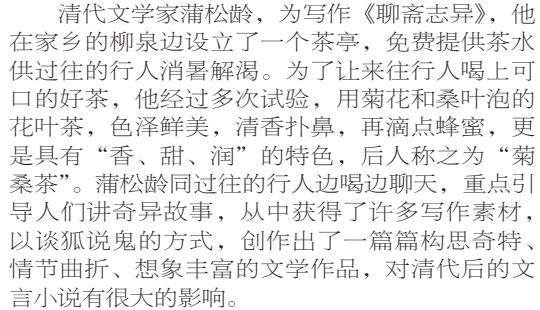 清代文学家蒲松龄，为写作《聊斋志异》，他
在家乡的柳泉边设立了一个茶亭，免费提供茶水
供过往的行人消暑解渴。为了让来往行人喝上可
口的好茶，他经过多次试验，用菊花和桑叶泡的
花叶茶，色泽鲜美，清香扑鼻，再滴点蜂蜜，更
是具有“香、甜、润”的特色，后人称之为“菊
桑茶”。蒲松龄同过往的行人边喝边聊天，重点引
导人们讲奇异故事，从中获得了许多写作素材，
以谈狐说鬼的方式，创作出了一篇篇构思奇特、
情节曲折、想象丰富的文学作品，对清代后的文
言小说有很大的影响。